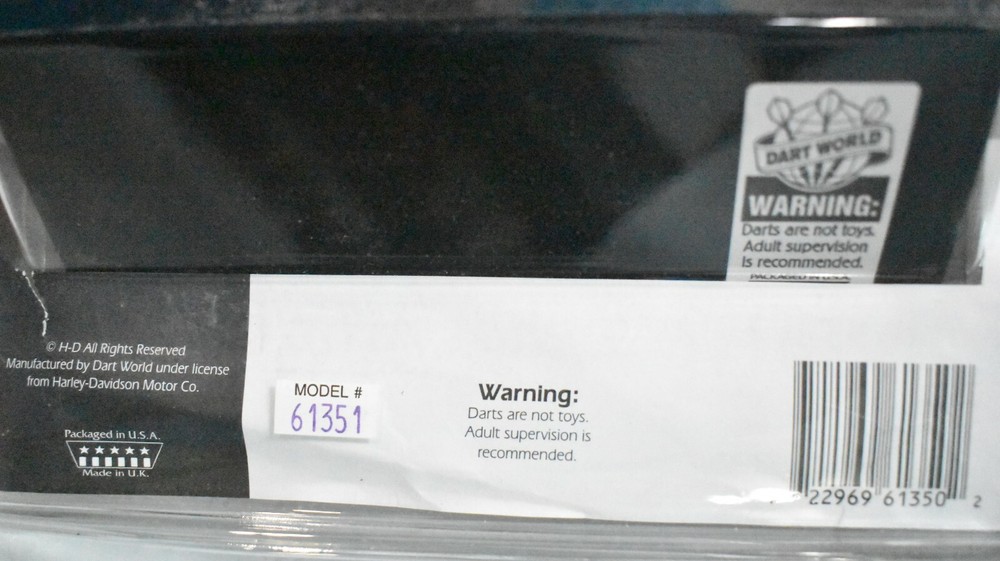 DART WORLD
WARNING:
Darts are not toys.
Adult supervision
is recommended.
PACKAGED IN U.S.A.
© H-D All Rights Reserved
Manufactured by Dart World under license
from Harley-Davidson Motor Co.
Packaged in U.S.A.
Made in U.K.
MODEL #
61351
Warning:
Darts are not toys.
Adult supervision is
recommended.
22969 61350 2